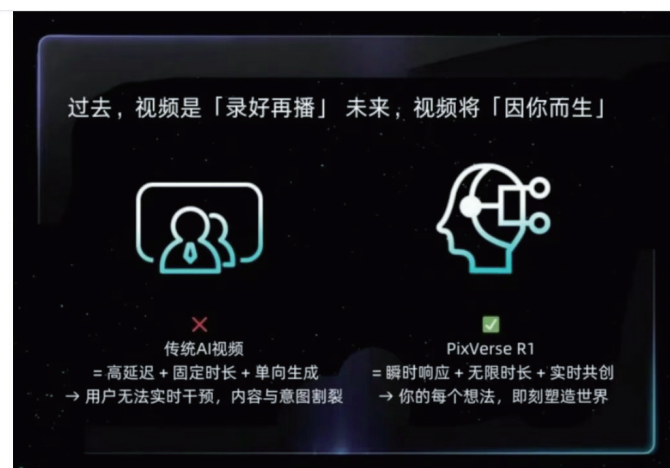 过去，视频是「录好再播」 未来，视频将「因你而生」
传统AI视频
= 高延迟 + 固定时长 + 单向生成
→ 用户无法实时干预，内容与意图割裂
PixVerse R1
= 瞬时响应 + 无限时长 + 实时共创
→ 你的每个想法，即刻塑造世界